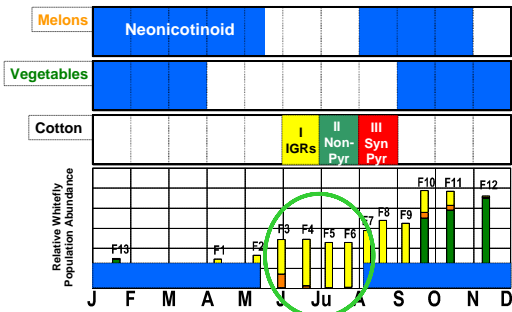 Melons
Neonicotinoid
Vegetables
Cotton
I
IGRs
II
Non-
Pyr
III
Syn
Pyr
Relative Whitefly
Population Abundance
F13
F1
F2
F3
F4
F5
F6
F7
F8
F9
F10
F11
F12
J F M A M J Ju A S O N D